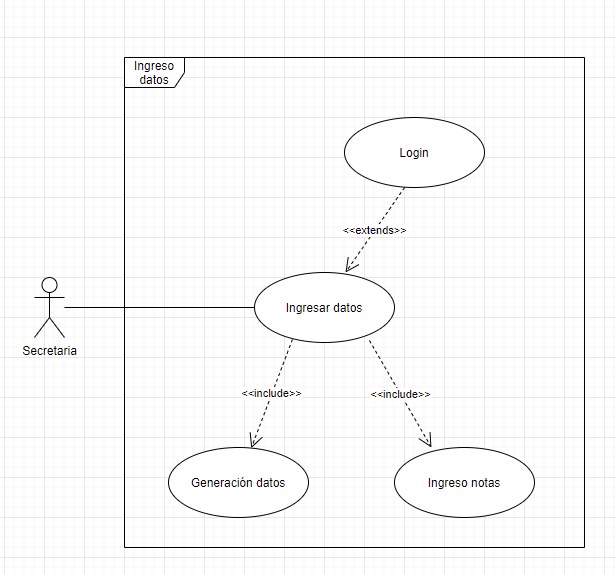 Ingreso
datos
Login
<<extends>>
Ingresar datos
Secretaria
<<include>>
<<include>>
Generación datos
Ingreso notas